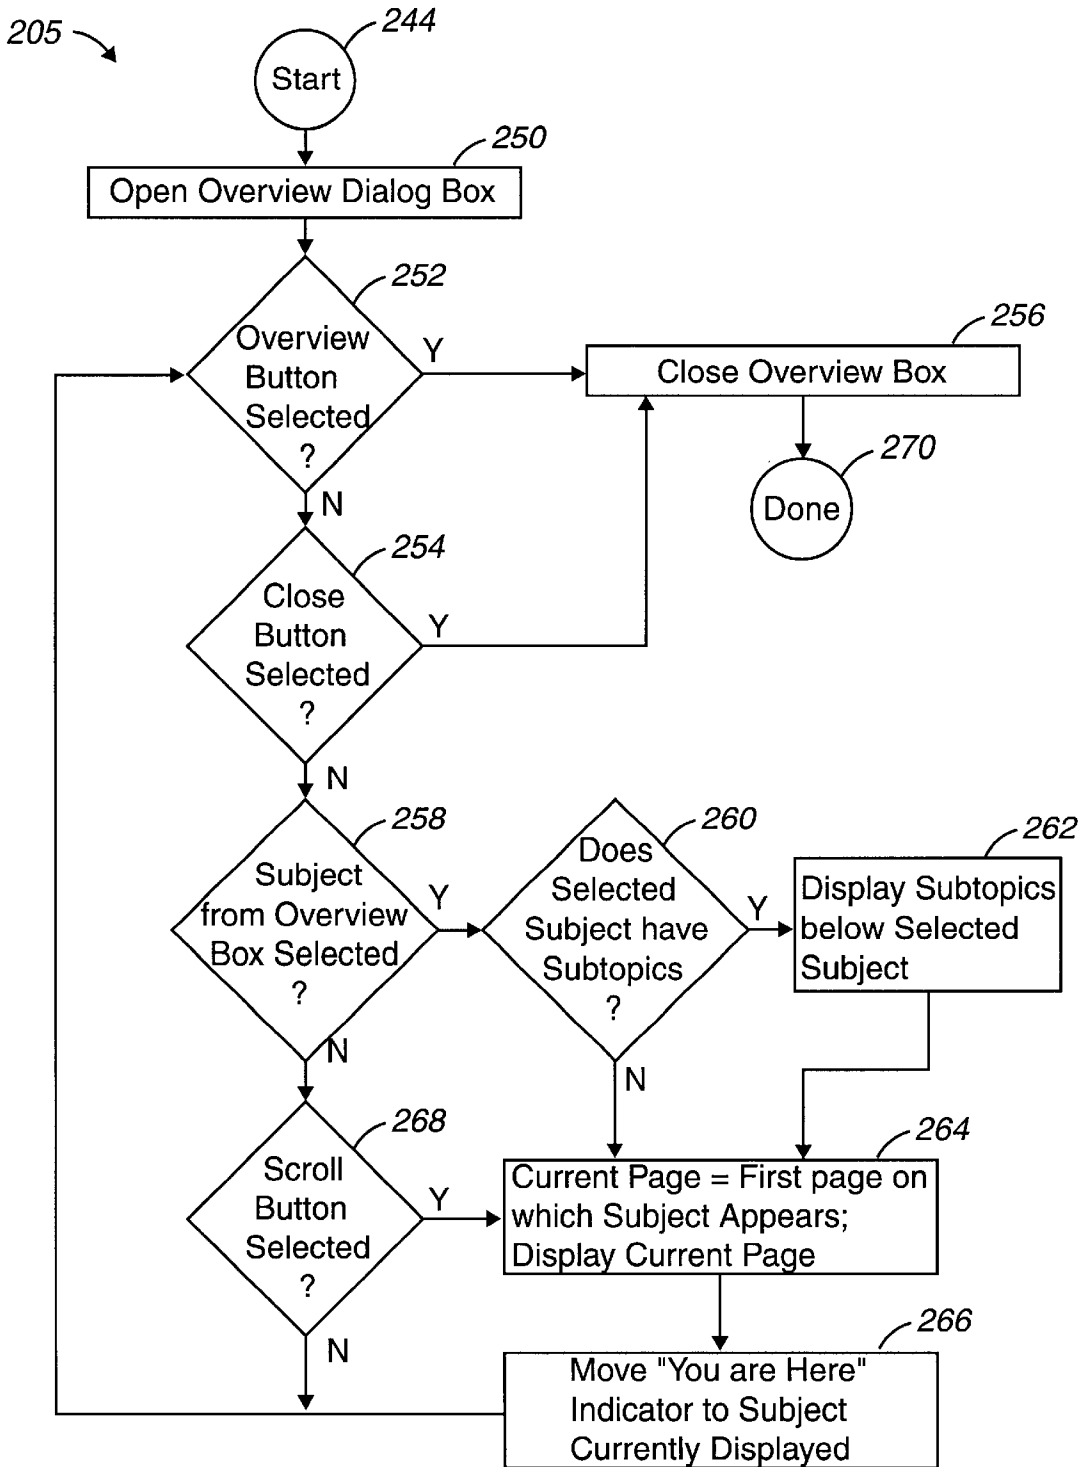 205
244
Start
250
Open Overview Dialog Box
252
Overview
Button
Selected
?
Y
N
256
Close Overview Box
270
Done
254
Close
Button
Selected
?
Y
N
258
Subject
from Overview
Box Selected
?
Y
N
260
Does
Selected
Subject have
Subtopics
?
Y
N
262
Display Subtopics
below Selected
Subject
268
Scroll
Button
Selected
?
Y
N
264
Current Page = First page on
which Subject Appears;
Display Current Page
266
Move "You are Here"
Indicator to Subject
Currently Displayed